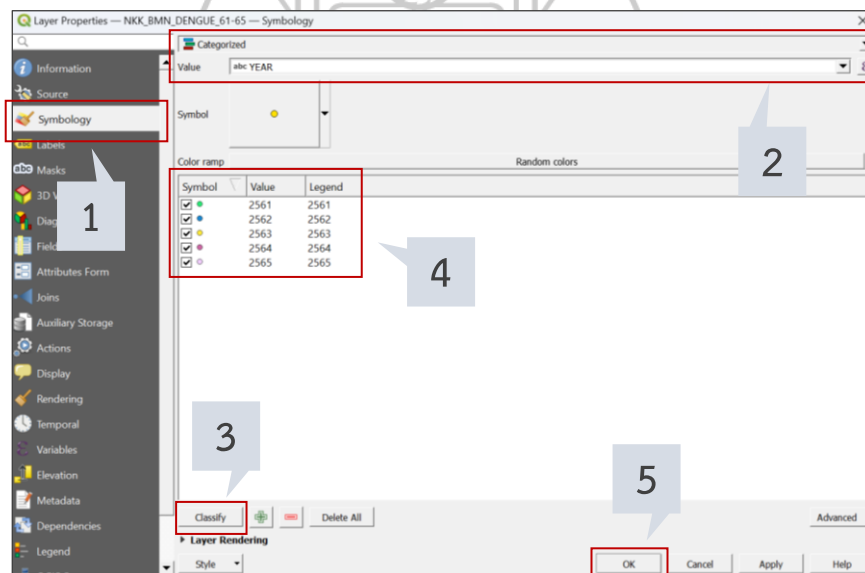 Layer Properties — NKK_BMN_DENGUE_61-65 — Symbology
Categorized
Value abc YEAR
Symbol
Color ramp Random colors
Symbol Value Legend
2561 2561
2562 2562
2563 2563
2564 2564
2565 2565
Information
Source
Symbology
abc Labels
abc Masks
3D V
Diag
Field
Attributes Form
Joins
Auxiliary Storage
Actions
Display
Rendering
Temporal
Variables
Elevation
Metadata
Dependencies
Legend
1
2
3
4
5
Classify Delete All Advanced
Layer Rendering
Style OK Cancel Apply Help